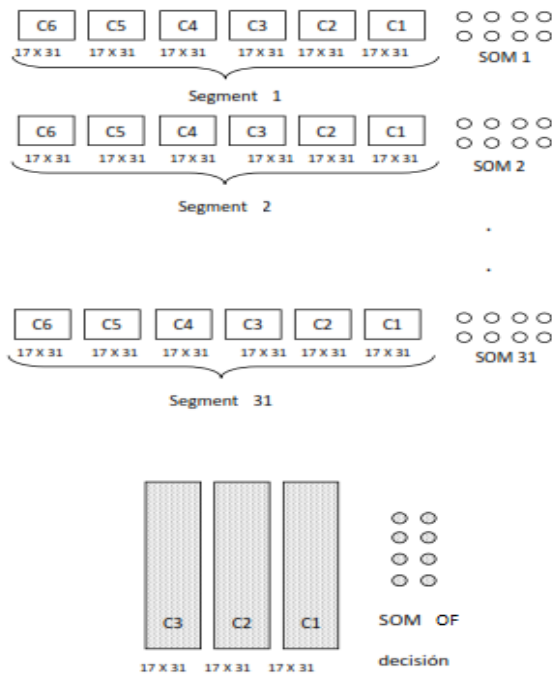 C6 C5 C4 C3 C2 C1
17 X 31 17 X 31 17 X 31 17 X 31 17 X 31 17 X 31
SOM 1
Segment 1
C6 C5 C4 C3 C2 C1
17 X 31 17 X 31 17 X 31 17 X 31 17 X 31 17 X 31
SOM 2
Segment 2
C6 C5 C4 C3 C2 C1
17 X 31 17 X 31 17 X 31 17 X 31 17 X 31 17 X 31
SOM 31
Segment 31
C3 C2 C1
SOM OF
decisión
17 X 31 17 X 31 17 X 31